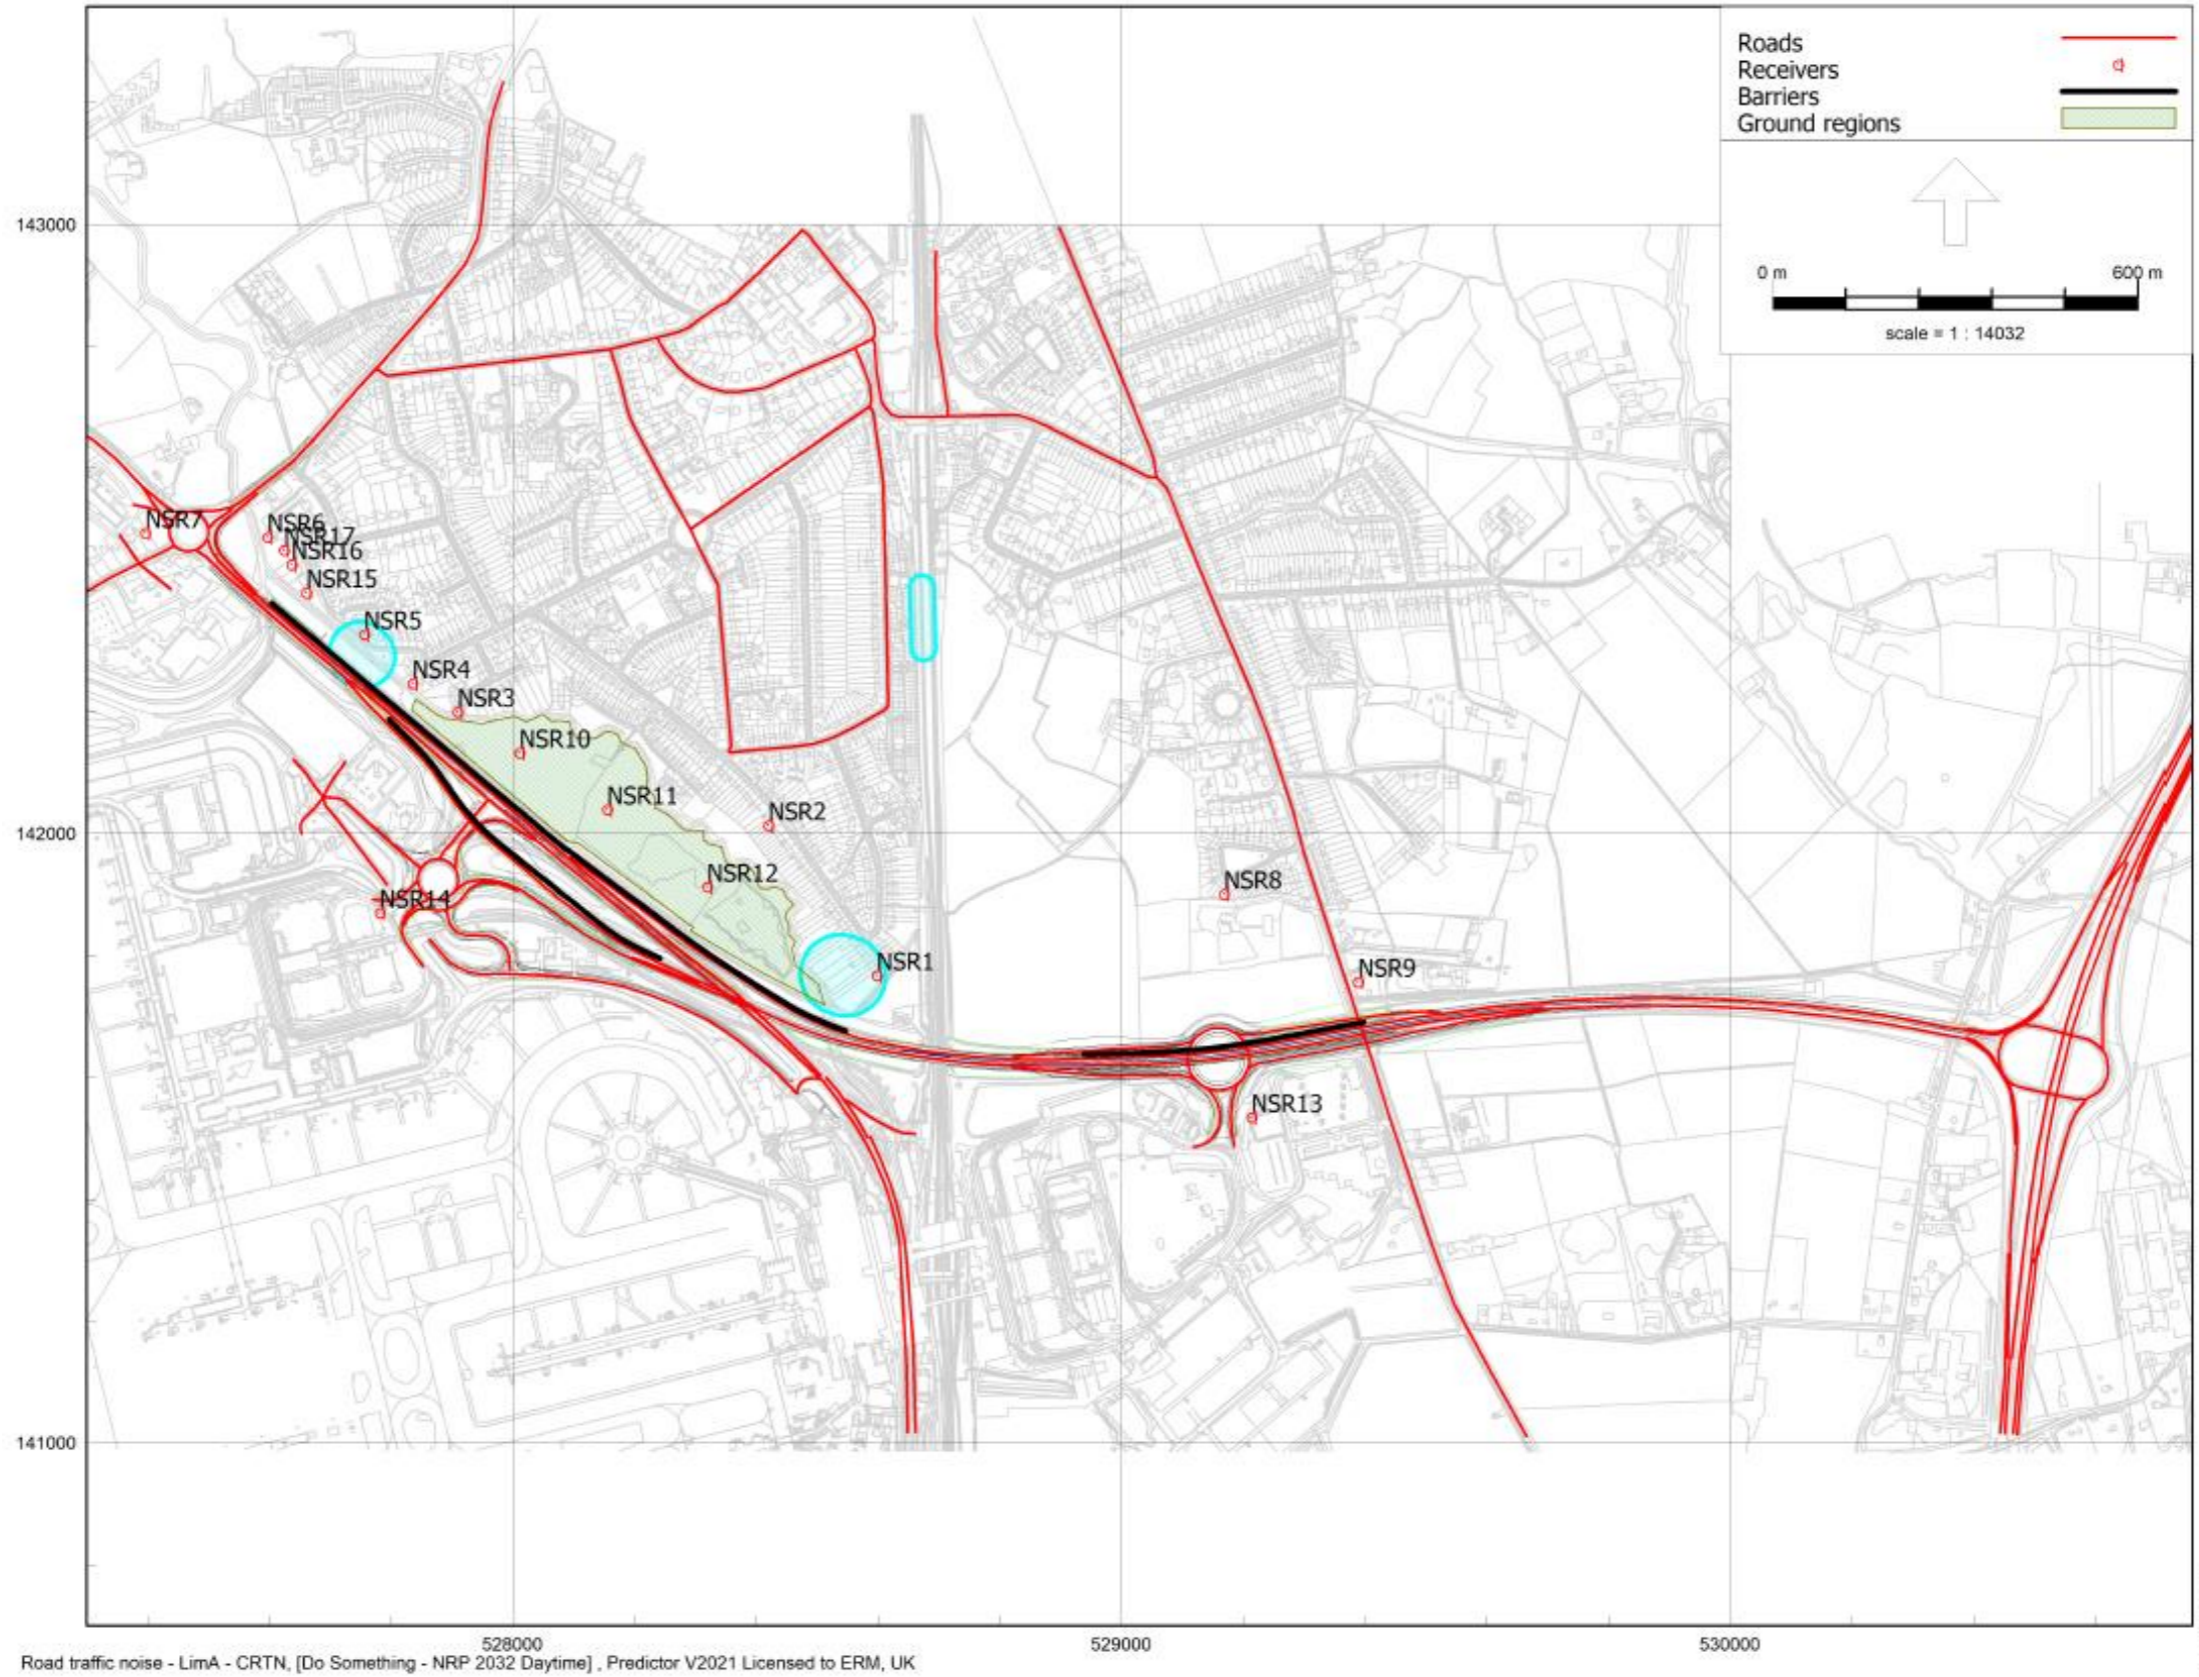 Roads
Receivers
Barriers
Ground regions
0 m 600 m
scale = 1 : 14032
143000
NSR7
NSR6
NSR17
NSR16
NSR15
NSR5
NSR4
NSR3
NSR10
NSR11
NSR2
142000
NSR12
NSR8
NSR14
NSR1
NSR9
NSR13
141000
528000 529000 530000
Road traffic noise - LimA - CRTN, [Do Something - NRP 2032 Daytime] , Predictor V2021 Licensed to ERM, UK